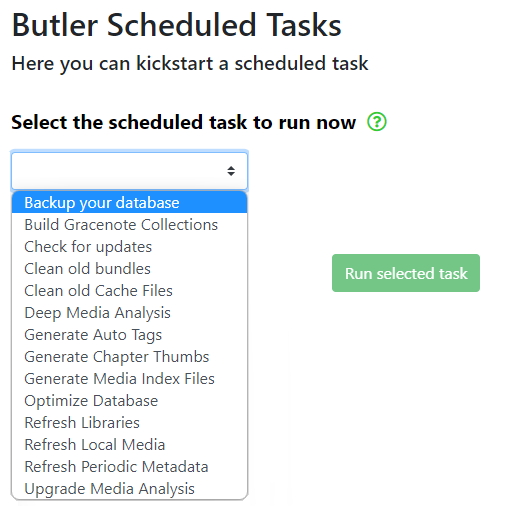 Butler Scheduled Tasks
Here you can kickstart a scheduled task
Select the scheduled task to run now ?
Backup your database
Build Gracenote Collections
Check for updates
Clean old bundles
Clean old Cache Files
Run selected task
Deep Media Analysis
Generate Auto Tags
Generate Chapter Thumbs
Generate Media Index Files
Optimize Database
Refresh Libraries
Refresh Local Media
Refresh Periodic Metadata
Upgrade Media Analysis